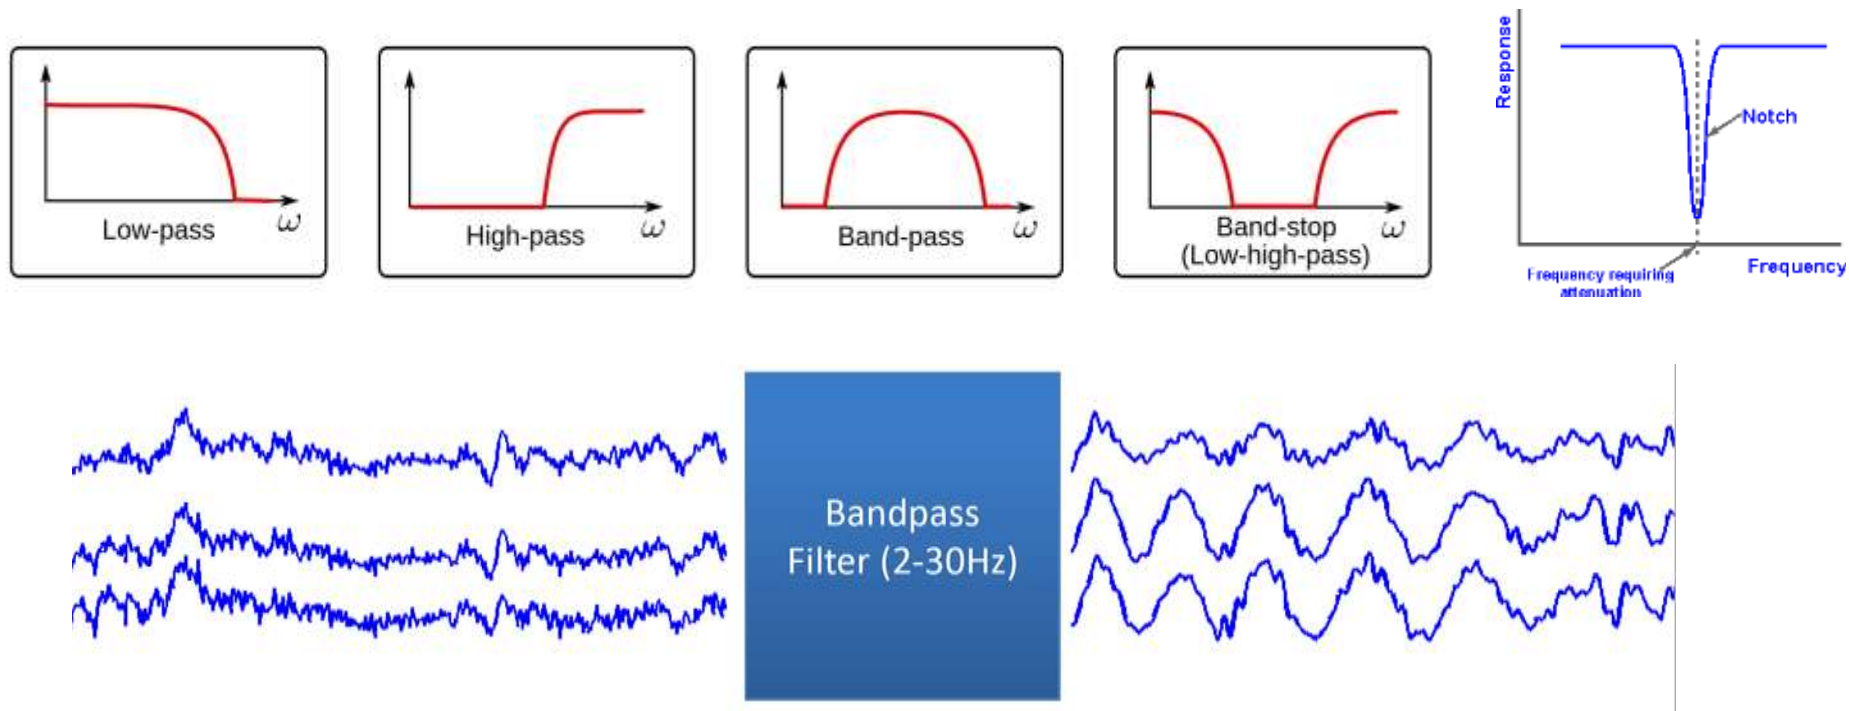 Low-pass
ω
High-pass
ω
Band-pass
ω
Band-stop
(Low-high-pass)
ω
Response
Notch
Frequency requiring
attenuation
Frequency
Bandpass
Filter (2-30Hz)